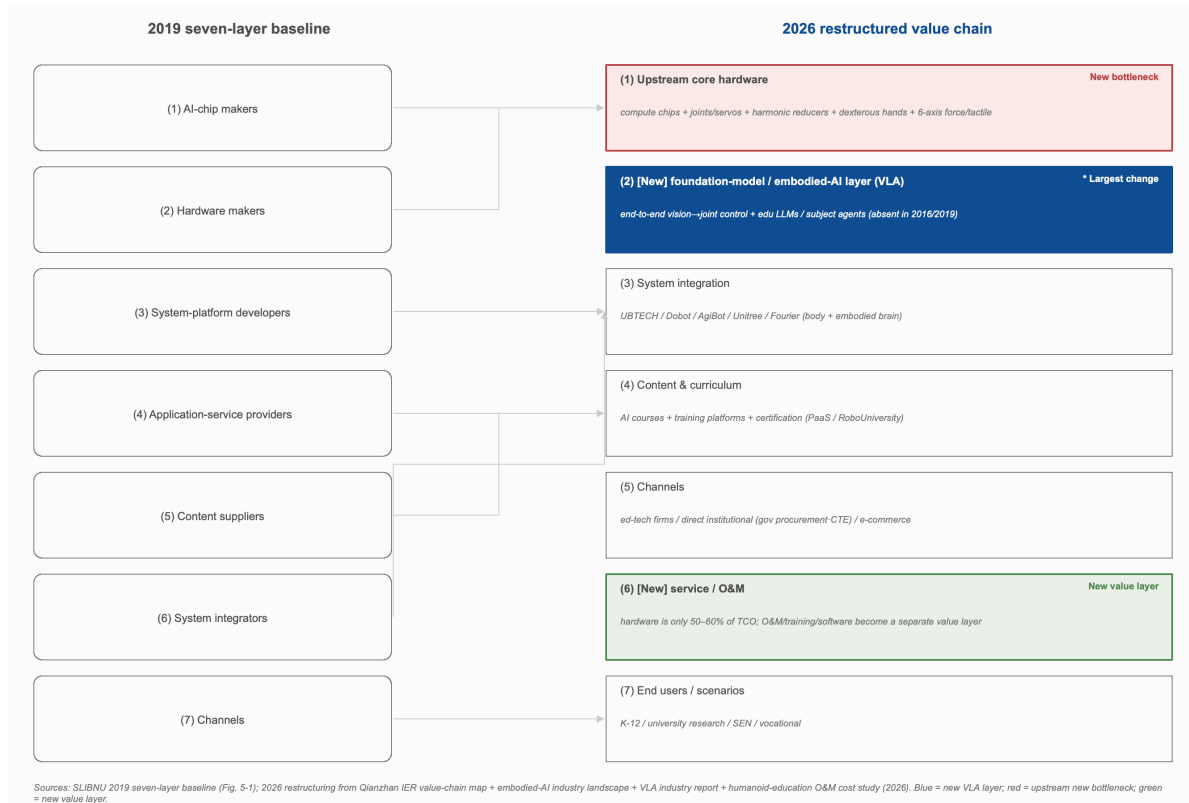 2019 seven-layer baseline
2026 restructured value chain
(1) AI-chip makers
(1) Upstream core hardware
New bottleneck
compute chips + joints/servos + harmonic reducers + dexterous hands + 6-axis force/tactile
(2) Hardware makers
(2) [New] foundation-model / embodied-AI layer (VLA)
* Largest change
end-to-end vision→joint control + edu LLMs / subject agents (absent in 2016/2019)
(3) System-platform developers
(3) System integration
UBTECH / Dobot / AgiBot / Unitree / Fourier (body + embodied brain)
(4) Application-service providers
(4) Content & curriculum
AI courses + training platforms + certification (PaaS / RoboUniversity)
(5) Content suppliers
(5) Channels
ed-tech firms / direct institutional (gov procurement·CTE) / e-commerce
(6) System integrators
(6) [New] service / O&M
New value layer
hardware is only 50–60% of TCO; O&M/training/software become a separate value layer
(7) Channels
(7) End users / scenarios
K-12 / university research / SEN / vocational
Sources: SLIBNU 2019 seven-layer baseline (Fig. 5-1); 2026 restructuring from Qianzhan IER value-chain map + embodied-AI industry landscape + VLA industry report + humanoid-education O&M cost study (2026). Blue = new VLA layer; red = upstream new bottleneck; green
= new value layer.